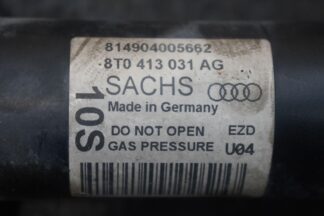 814904005662
8T0 413 031 AG
SACHS
Made in Germany
10S
DO NOT OPEN EZD
GAS PRESSURE U04